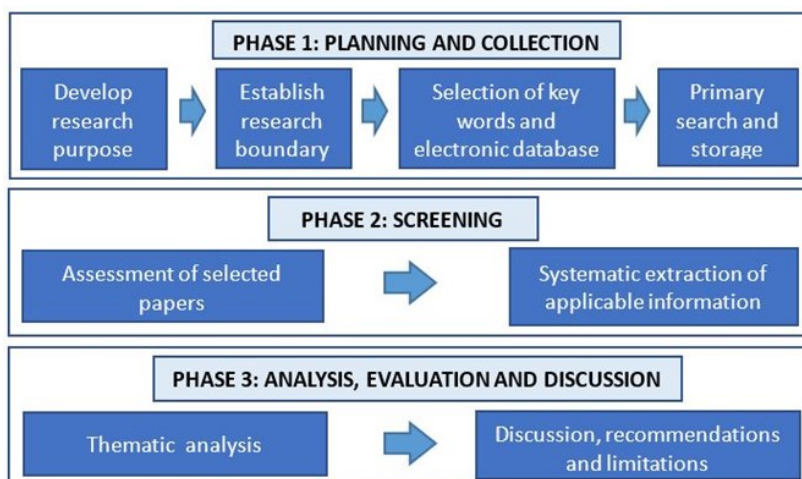 PHASE 1: PLANNING AND COLLECTION
Develop
research
purpose
Establish
research
boundary
Selection of key
words and
electronic database
Primary
search and
storage
PHASE 2: SCREENING
Assessment of selected
papers
Systematic extraction of
applicable information
PHASE 3: ANALYSIS, EVALUATION AND DISCUSSION
Thematic analysis
Discussion, recommendations
and limitations